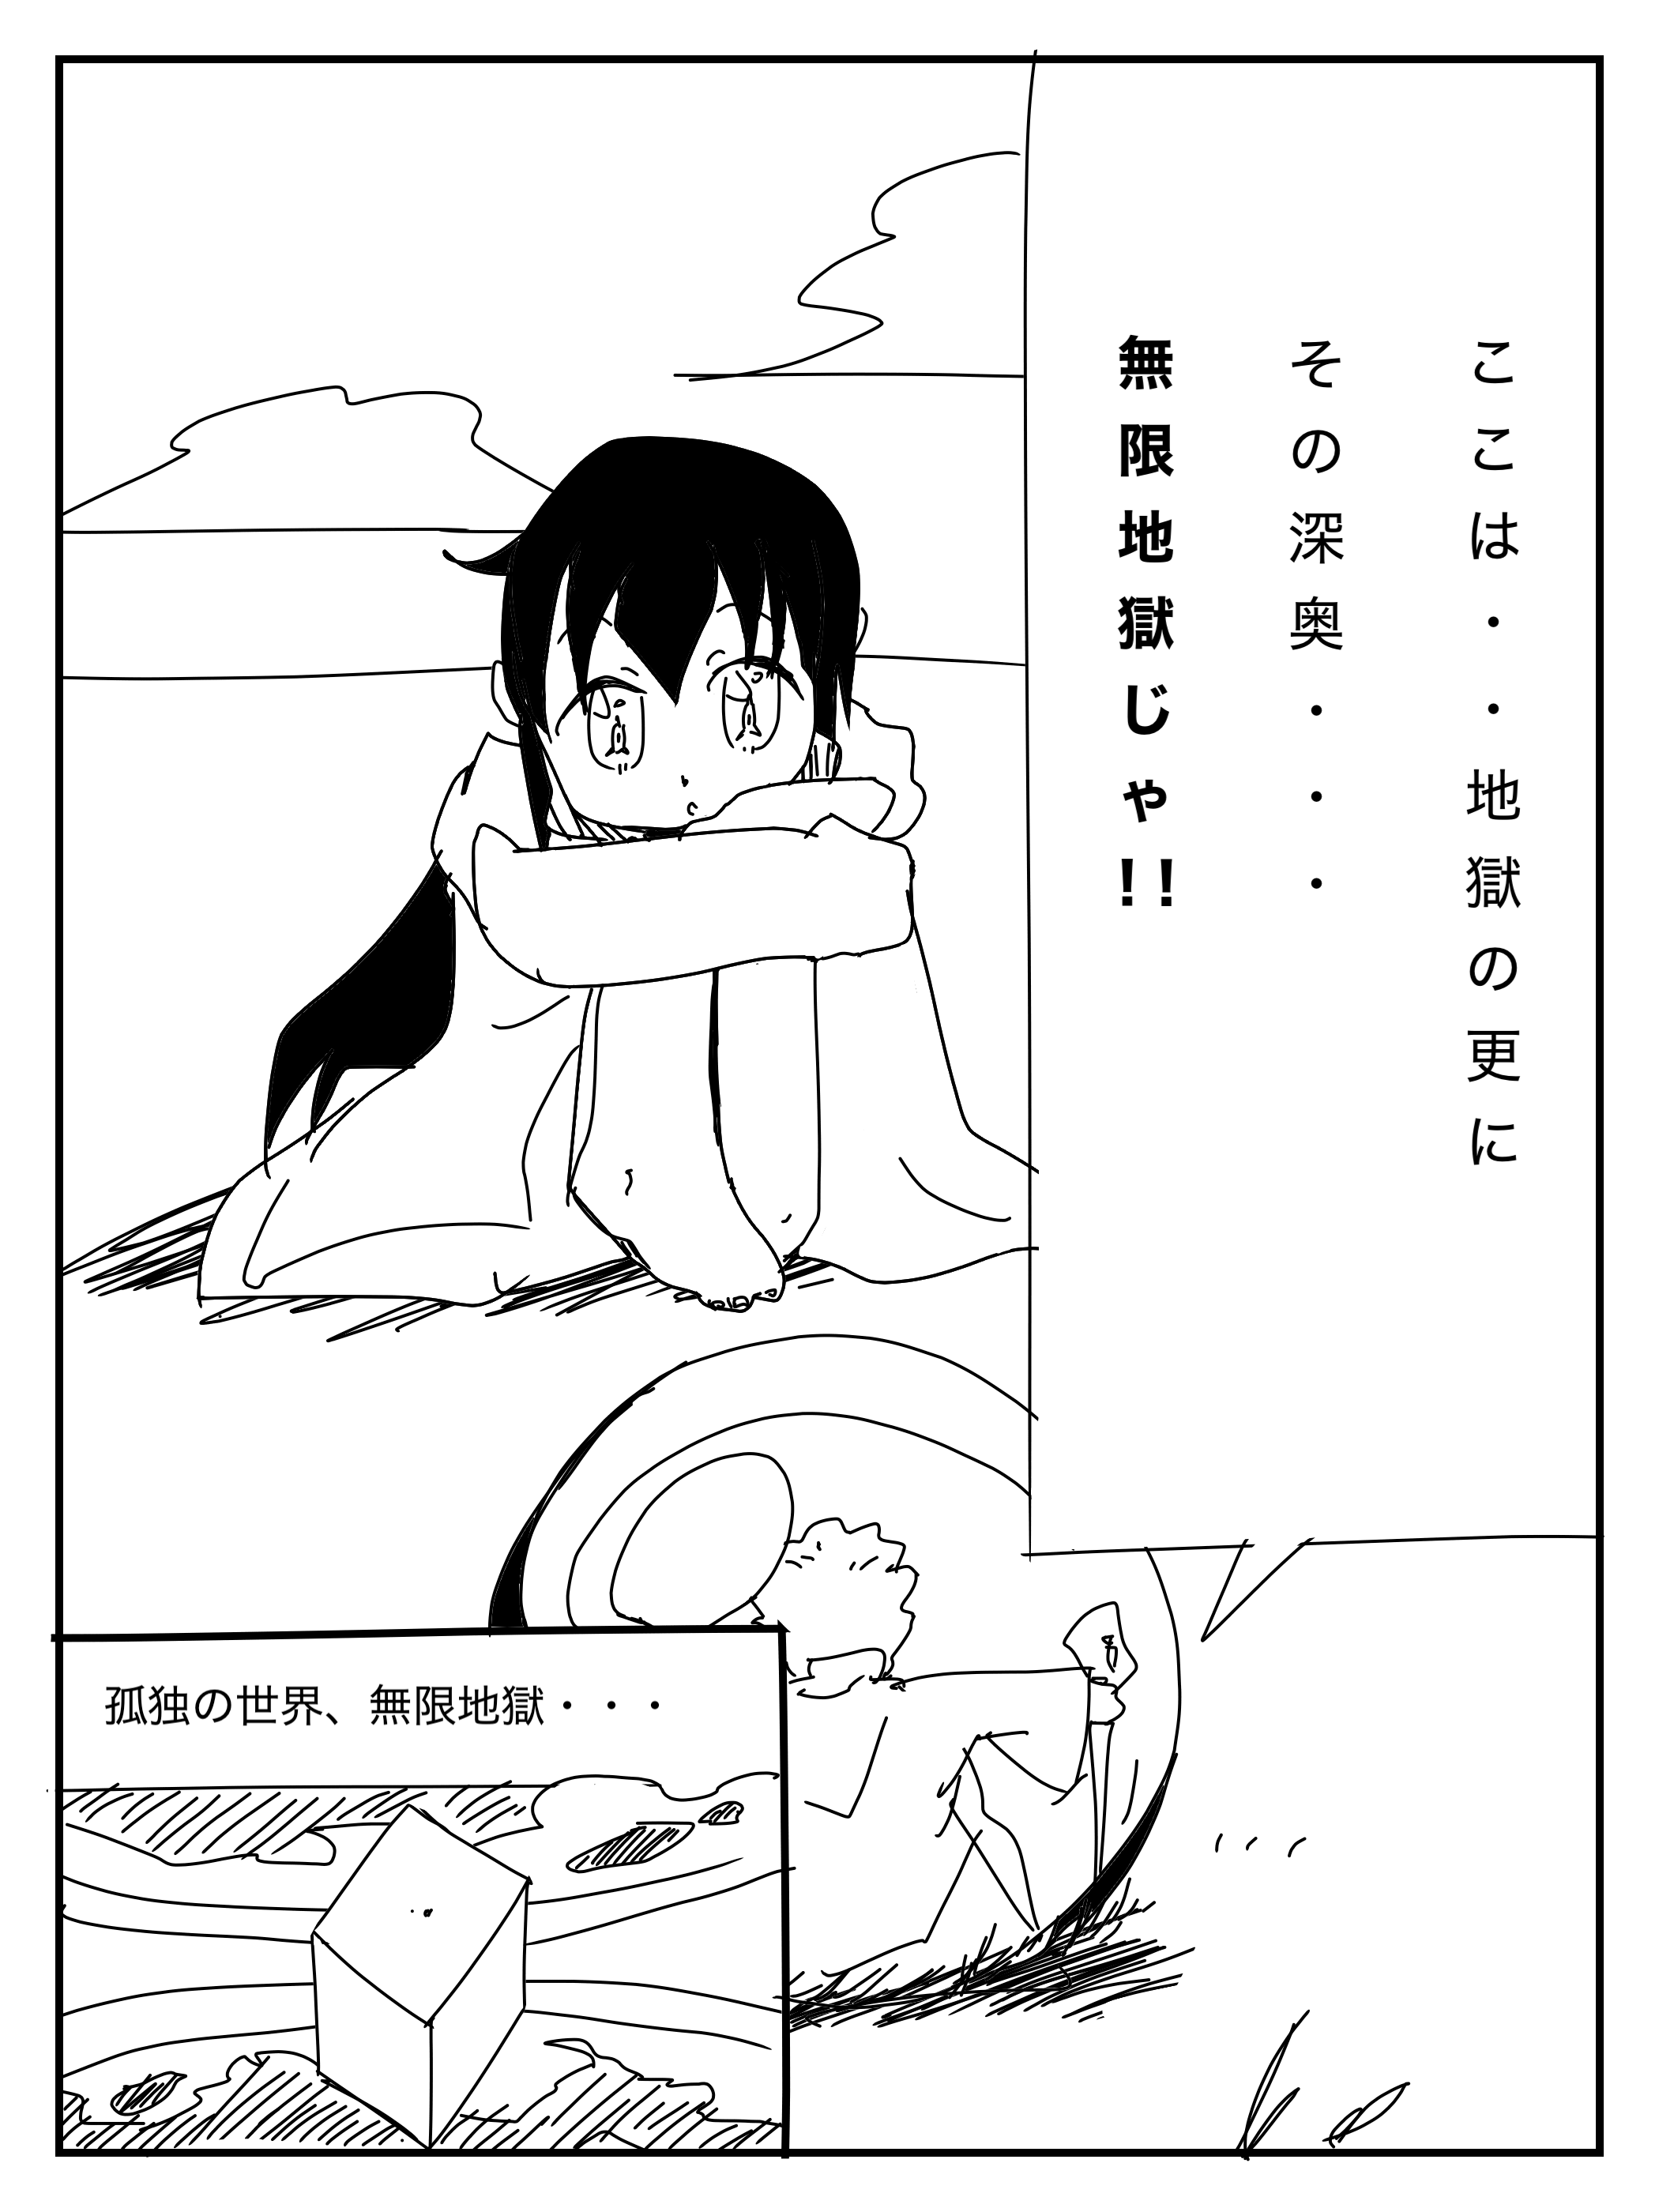 ここは・・地獄の更に
その深奥・・・
無限地獄じゃ!!
孤独の世界、無限地獄・・・